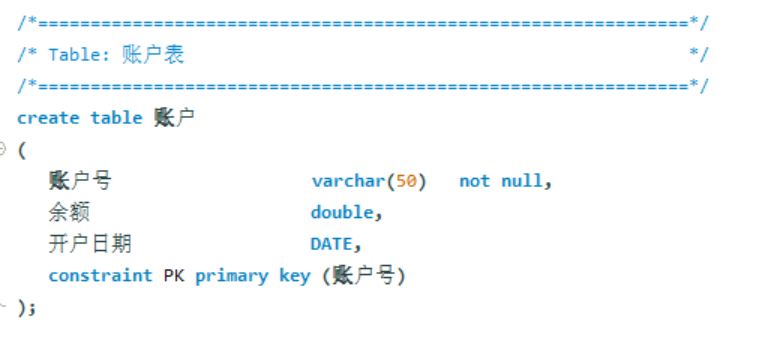 /*==============================================================*/
/* Table: 账户表                                                */
/*==============================================================*/
create table 账户
(
   账户号                   varchar(50)   not null,
   余额                     double,
   开户日期                 DATE,
   constraint PK primary key (账户号)
);